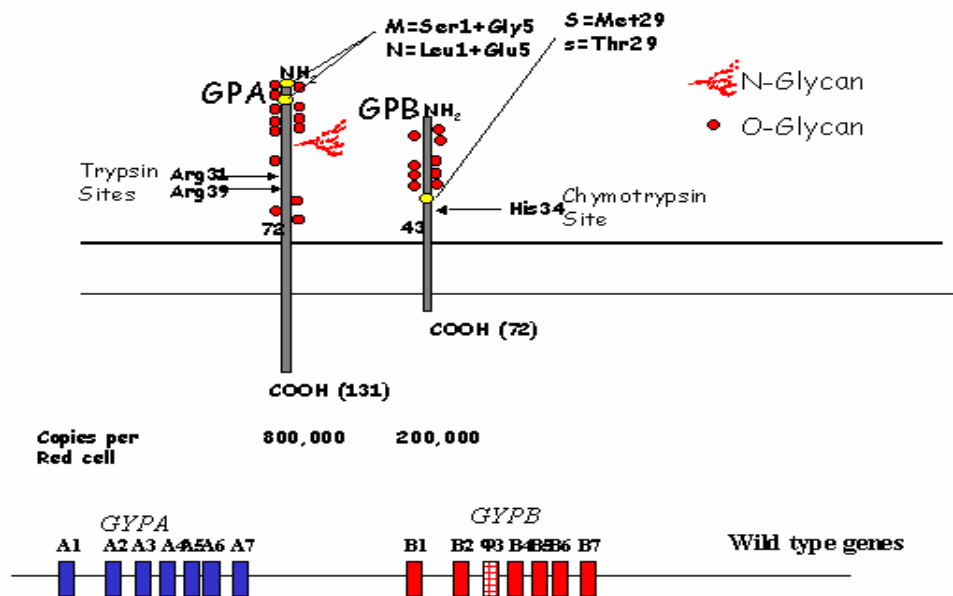 M=Ser1+Gly5
N=Leu1+Glu5
S=Met29
s=Thr29
NH2
GPA
GPB NH2
N-Glycan
O-Glycan
Trypsin
Sites
Arg31
Arg39
His34
Chymotrypsin
Site
72
43
COOH (72)
COOH (131)
Copies per
Red cell
800,000
200,000
GYPA
GYPB
A1 A2 A3 A4 A5 A6 A7
B1 B2 Ψ3 B4 B5 B6 B7
Wild type genes